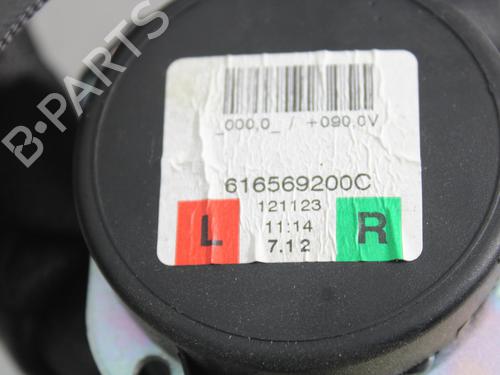 B-PARTS
_000,0_ / +090,0V
616569200C
121123
11:14
7.12
L
R